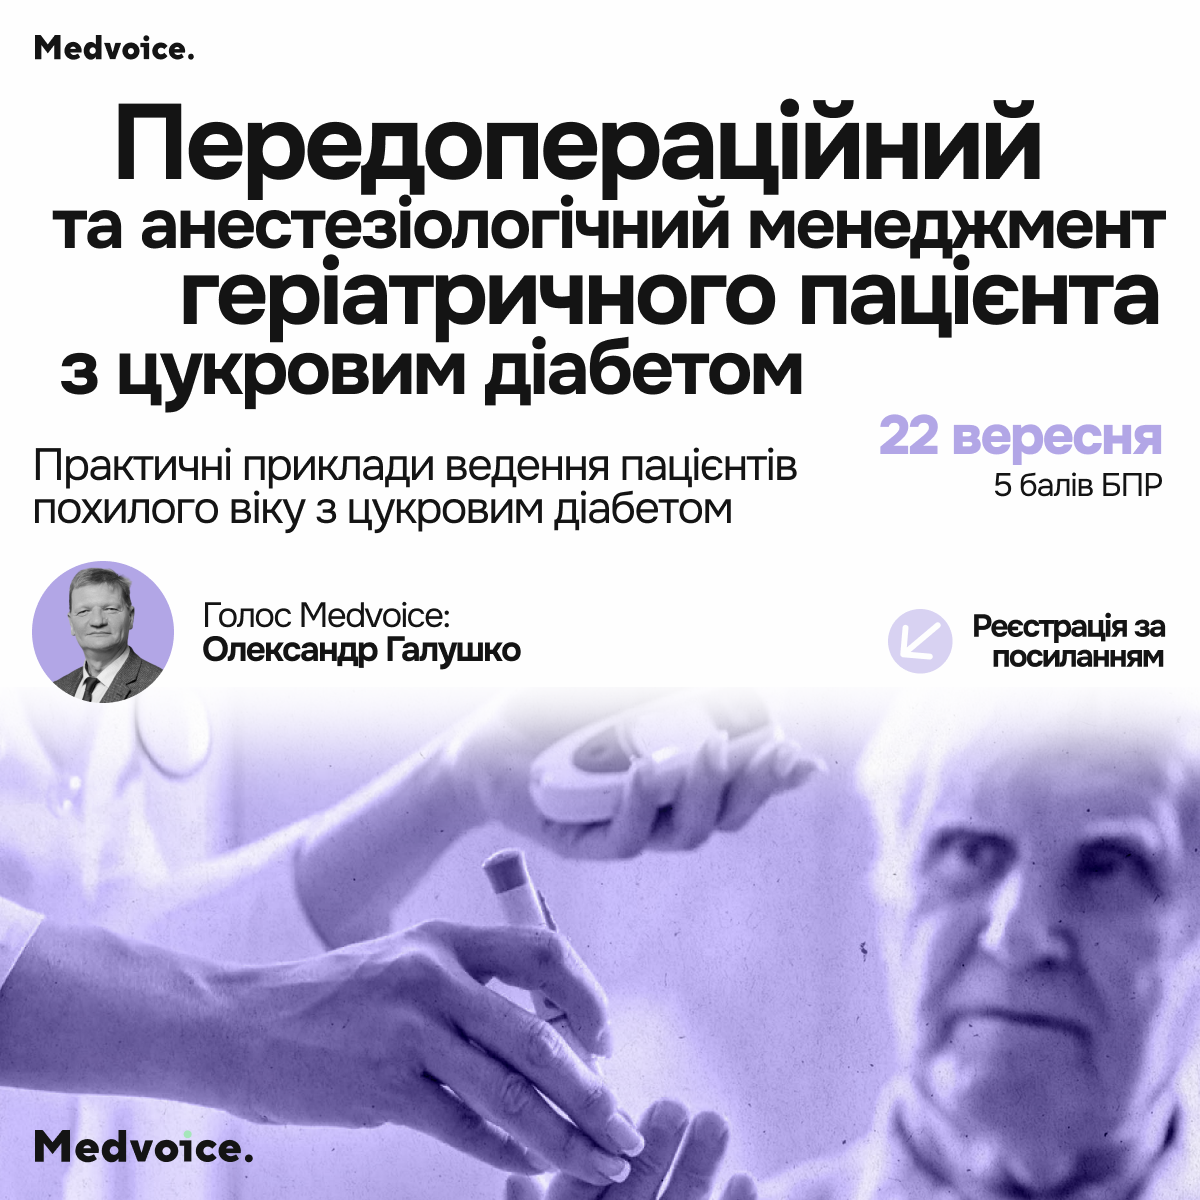 Medvoice.
Передопераційний
та анестезіологічний менеджмент
геріатричного пацієнта
з цукровим діабетом
22 вересня
5 балів БПР
Практичні приклади ведення пацієнтів
похилого віку з цукровим діабетом
Голос Medvoice:
Олександр Галушко
Реєстрація за
посиланням
Medvoice.